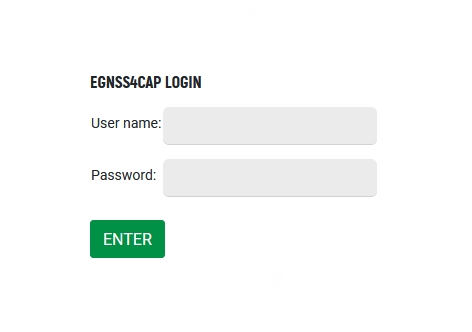 EGNSS4CAP LOGIN
User name:
Password:
ENTER